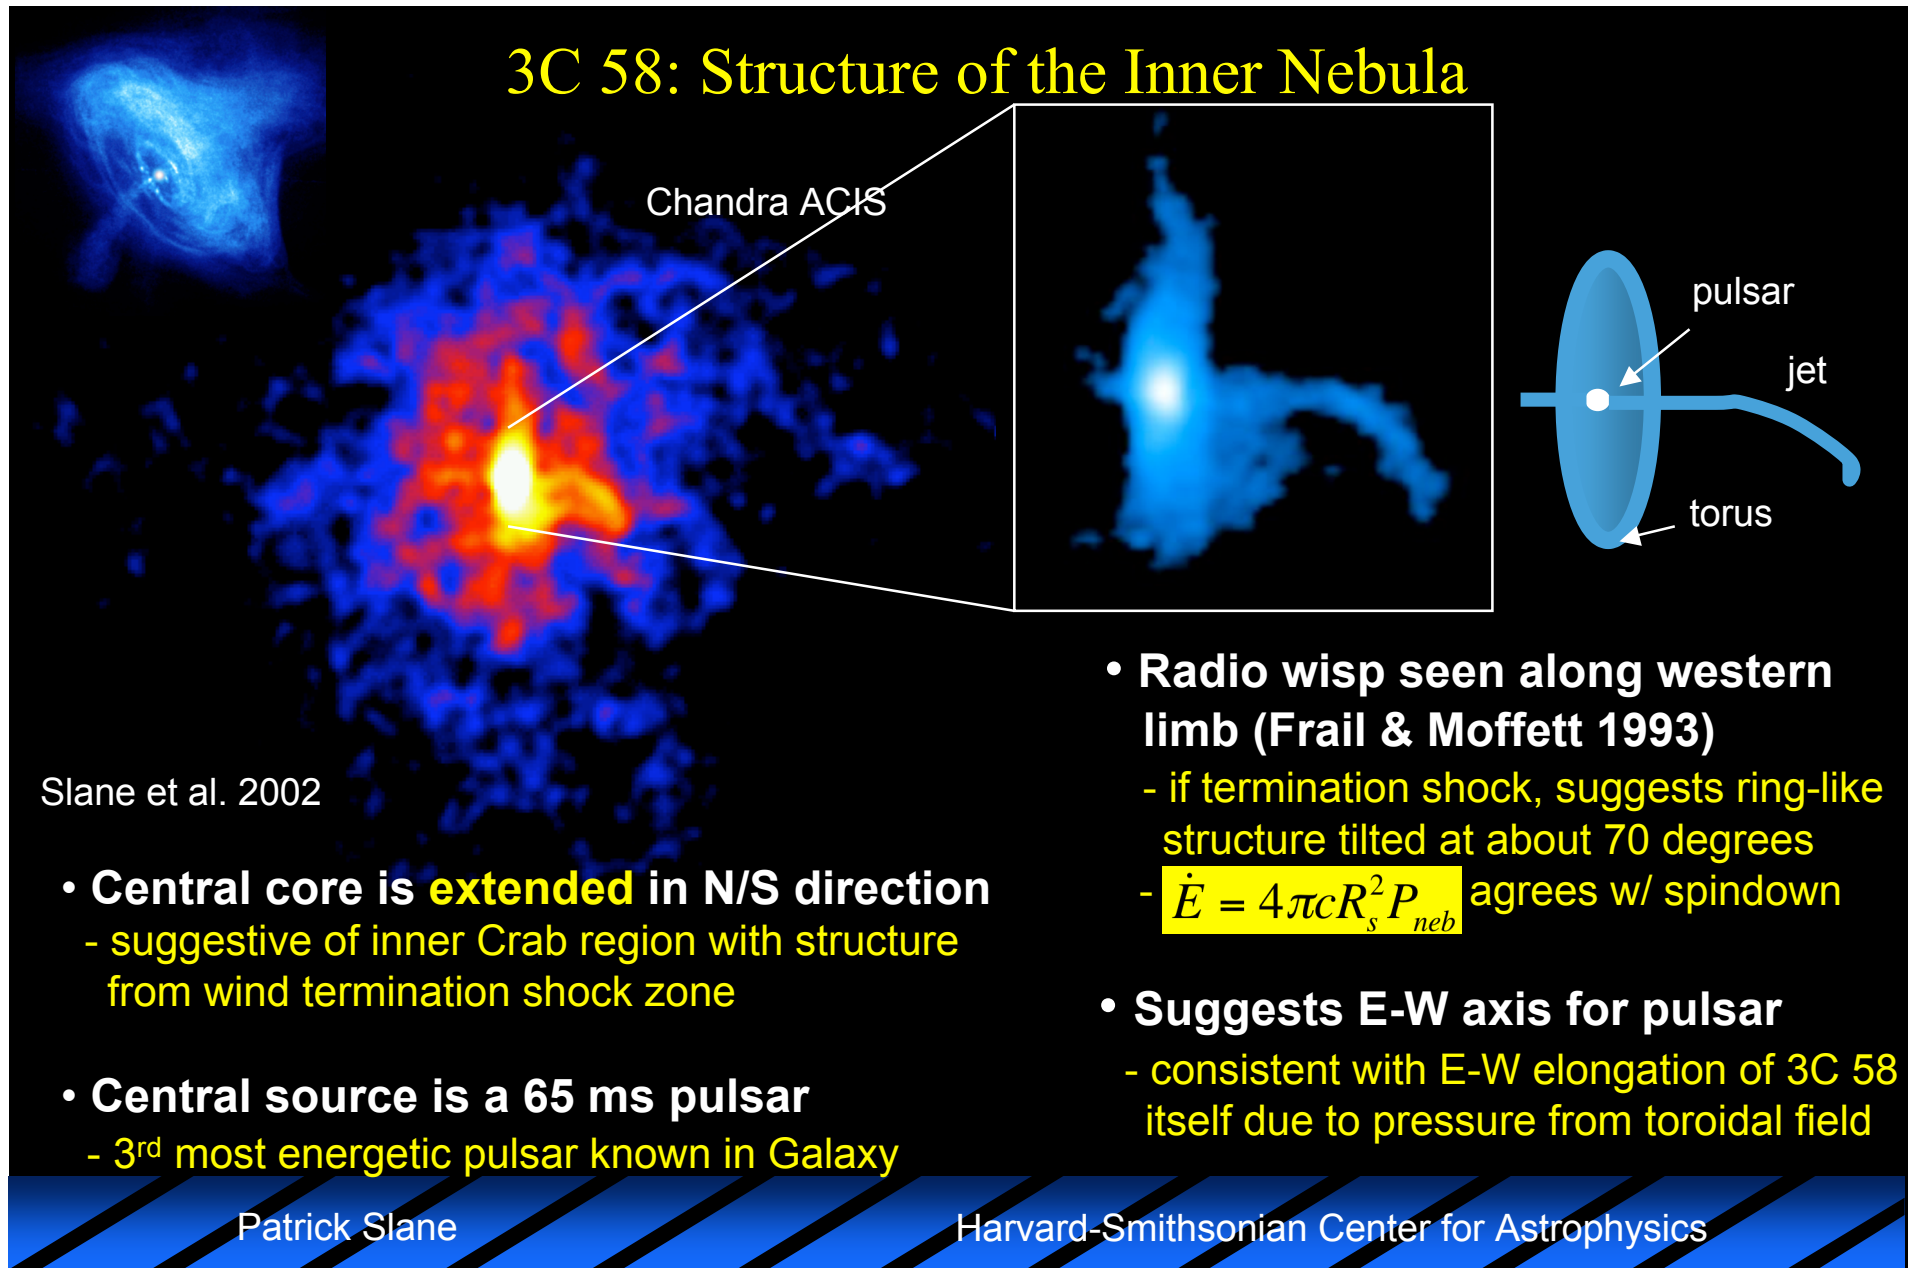 3C 58: Structure of the Inner Nebula
Chandra ACIS
pulsar
jet
torus
Slane et al. 2002
• Central core is extended in N/S direction
- suggestive of inner Crab region with structure
from wind termination shock zone
• Central source is a 65 ms pulsar
- 3rd most energetic pulsar known in Galaxy
• Radio wisp seen along western
limb (Frail & Moffett 1993)
- if termination shock, suggests ring-like
structure tilted at about 70 degrees
- Ė = 4πcR_s^2 P_neb agrees w/ spindown
• Suggests E-W axis for pulsar
- consistent with E-W elongation of 3C 58
itself due to pressure from toroidal field
Patrick Slane
Harvard-Smithsonian Center for Astrophysics